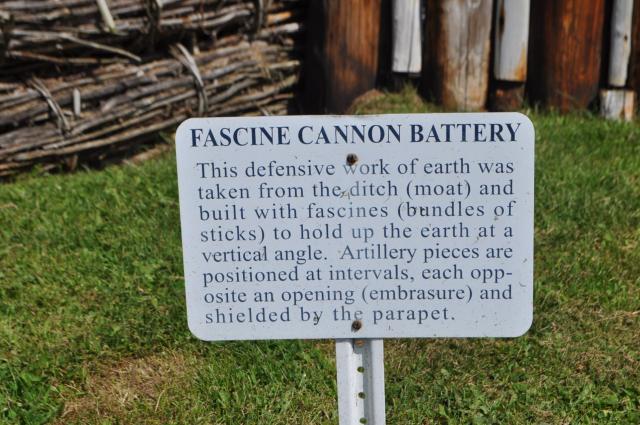 FASCINE CANNON BATTERY
This defensive work of earth was
taken from the ditch (moat) and
built with fascines (bundles of
sticks) to hold up the earth at a
vertical angle. Artillery pieces are
positioned at intervals, each opp-
osite an opening (embrasure) and
shielded by the parapet.